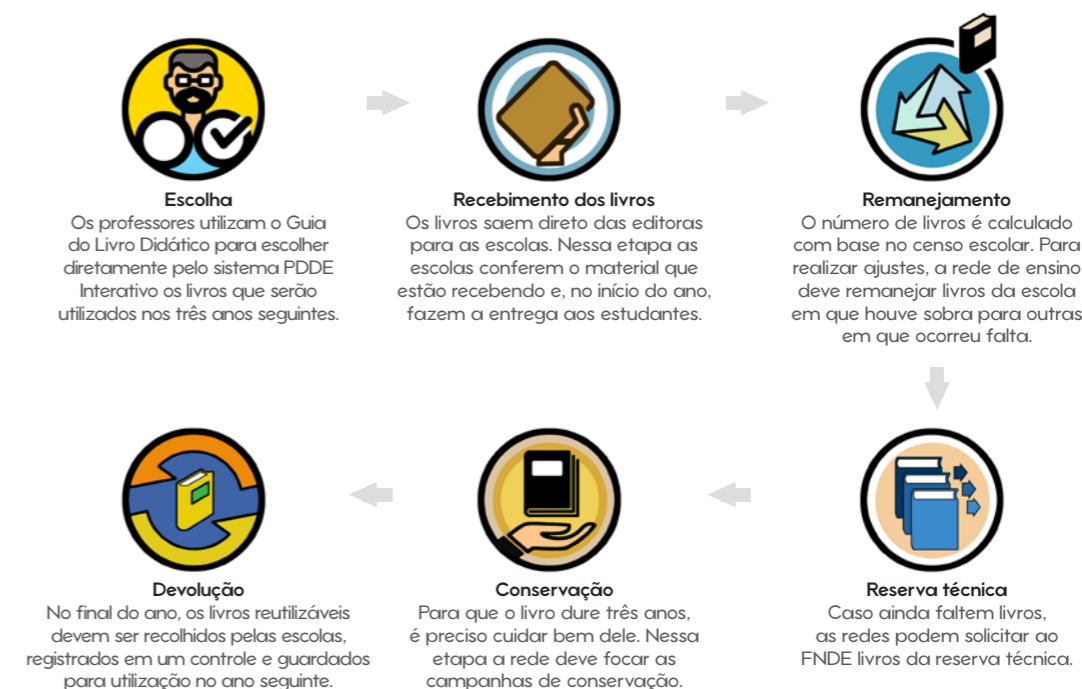 Escolha
Os professores utilizam o Guia
do Livro Didático para escolher
diretamente pelo sistema PDDE
Interativo os livros que serão
utilizados nos três anos seguintes.
Recebimento dos livros
Os livros saem direto das editoras
para as escolas. Nessa etapa as
escolas conferem o material que
estão recebendo e, no início do ano,
fazem a entrega aos estudantes.
Remanejamento
O número de livros é calculado
com base no censo escolar. Para
realizar ajustes, a rede de ensino
deve remanejar livros da escola
em que houve sobra para outras
em que ocorreu falta.
Reserva técnica
Caso ainda faltem livros,
as redes podem solicitar ao
FNDE livros da reserva técnica.
Conservação
Para que o livro dure três anos,
é preciso cuidar bem dele. Nessa
etapa a rede deve focar as
campanhas de conservação.
Devolução
No final do ano, os livros reutilizáveis
devem ser recolhidos pelas escolas,
registrados em um controle e guardados
para utilização no ano seguinte.